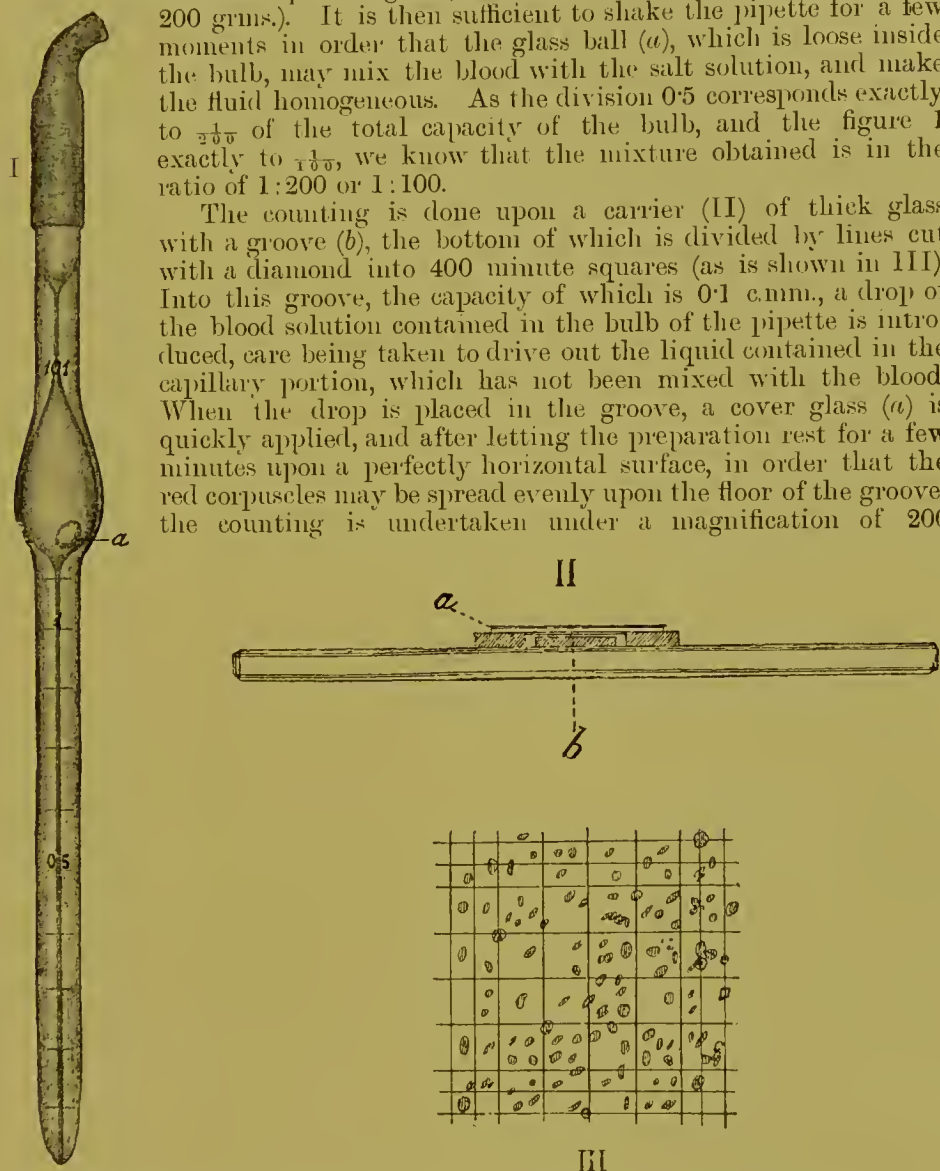 200 grms.). It is then sufficient to shake the pipette for a few
moments in order that the glass ball (a), which is loose inside
the bulb, may mix the blood with the salt solution, and make
the fluid homogeneous. As the division 0·5 corresponds exactly
to 1/200 of the total capacity of the bulb, and the figure 1
exactly to 1/100, we know that the mixture obtained is in the
ratio of 1:200 or 1:100.
The counting is done upon a carrier (II) of thick glass
with a groove (b), the bottom of which is divided by lines cut
with a diamond into 400 minute squares (as is shown in III)
Into this groove, the capacity of which is 0·1 c.mm., a drop o
the blood solution contained in the bulb of the pipette is intro
duced, care being taken to drive out the liquid contained in the
capillary portion, which has not been mixed with the blood
When the drop is placed in the groove, a cover glass (a) is
quickly applied, and after letting the preparation rest for a few
minutes upon a perfectly horizontal surface, in order that the
red corpuscles may be spread evenly upon the floor of the groove
the counting is undertaken under a magnification of 200
I
101
a
1
0·5
II
a
b
III